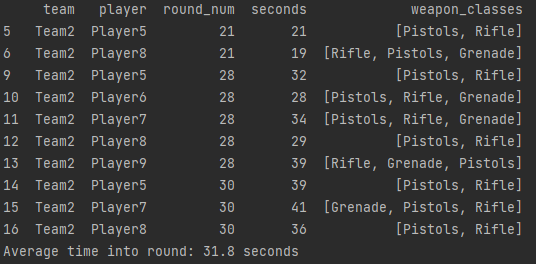 team player round_num seconds weapon_classes
5 Team2 Player5 21 21 [Pistols, Rifle]
6 Team2 Player8 21 19 [Rifle, Pistols, Grenade]
9 Team2 Player5 28 32 [Pistols, Rifle]
10 Team2 Player6 28 28 [Pistols, Rifle, Grenade]
11 Team2 Player7 28 34 [Pistols, Rifle, Grenade]
12 Team2 Player8 28 29 [Pistols, Rifle]
13 Team2 Player9 28 39 [Rifle, Grenade, Pistols]
14 Team2 Player5 30 39 [Pistols, Rifle]
15 Team2 Player7 30 41 [Grenade, Pistols, Rifle]
16 Team2 Player8 30 36 [Pistols, Rifle]
Average time into round: 31.8 seconds